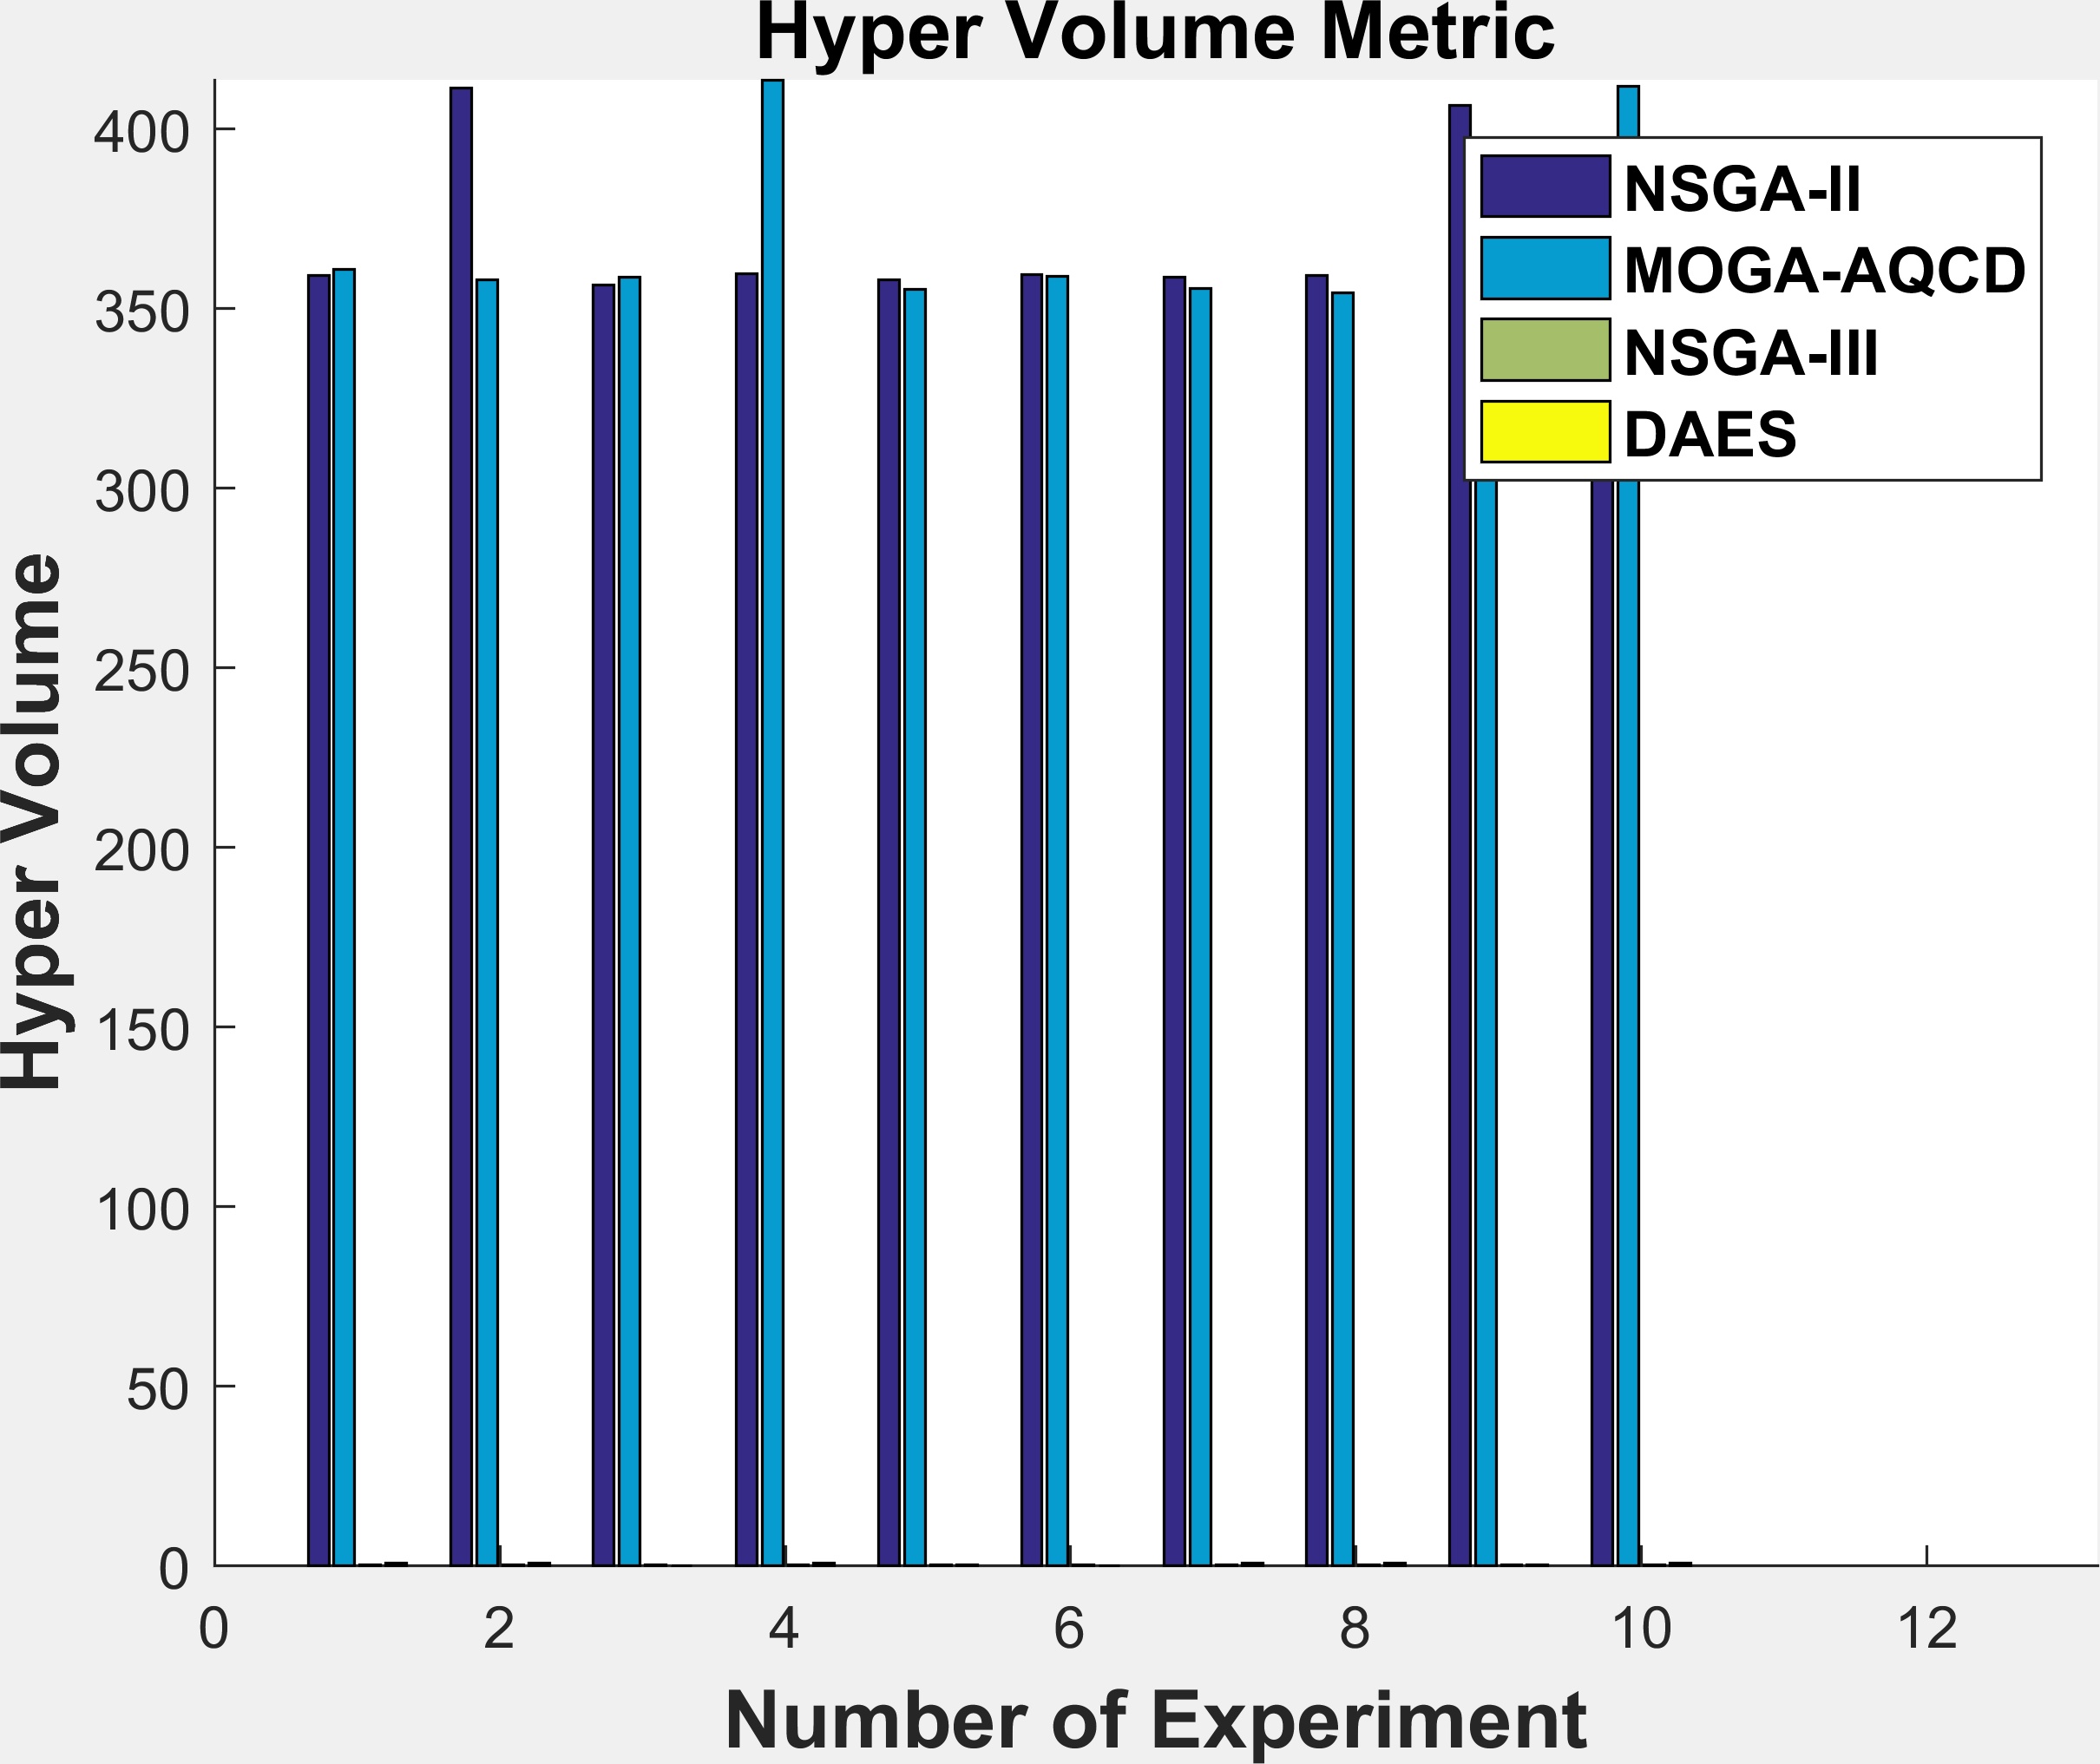 Hyper Volume Metric
400
350
300
250
200
150
100
50
0
Hyper Volume
NSGA-II
MOGA-AQCD
NSGA-III
DAES
0 2 4 6 8 10 12
Number of Experiment